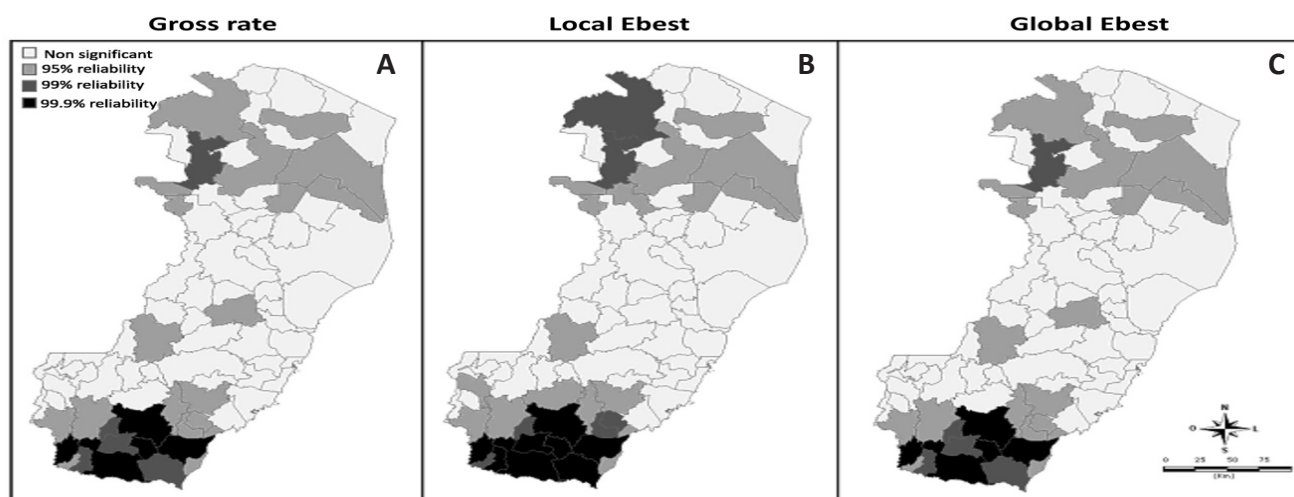 Gross rate
Local Ebest
Global Ebest
Non significant
95% reliability
99% reliability
99.9% reliability
A
B
C
N
O E
S
0 25 50 75
(Km)